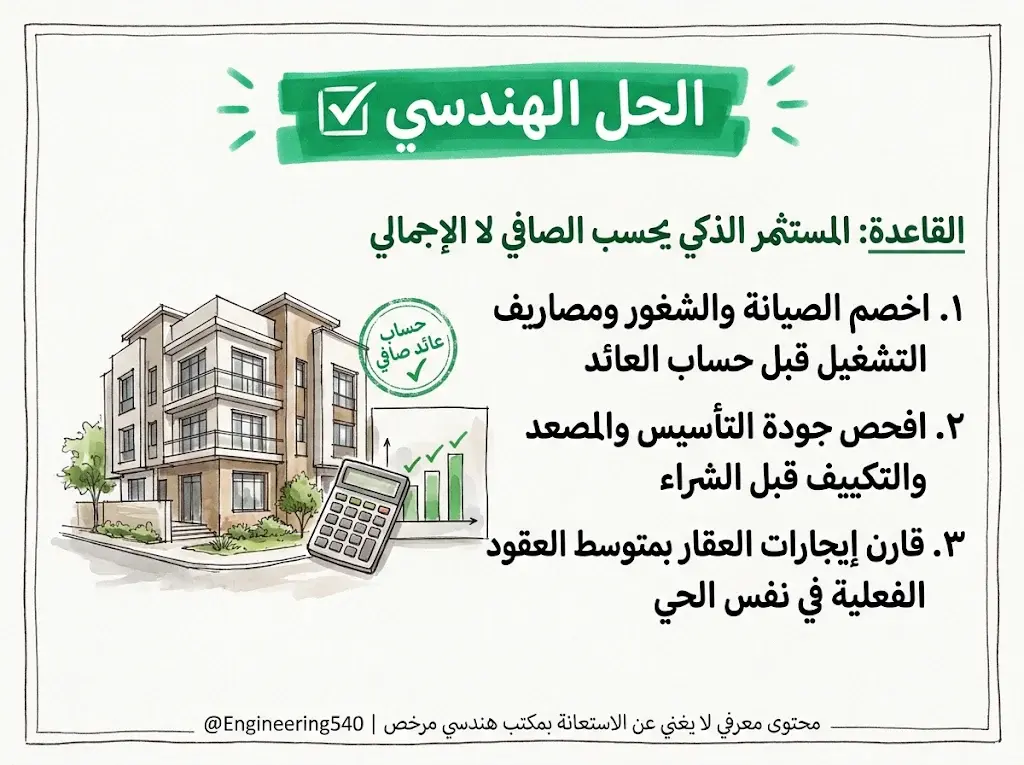 الحل الهندسي
القاعدة: المستثمر الذكي يحسب الصافي لا الإجمالي
١. اخصم الصيانة والشغور ومصاريف
التشغيل قبل حساب العائد
٢. افحص جودة التأسيس والمصعد
والتكييف قبل الشراء
٣. قارن إيجارات العقار بمتوسط العقود
الفعلية في نفس الحي
حساب
عائد صافي
محتوى معرفي لا يغني عن الاستعانة بمكتب هندسي مرخص | @Engineering540